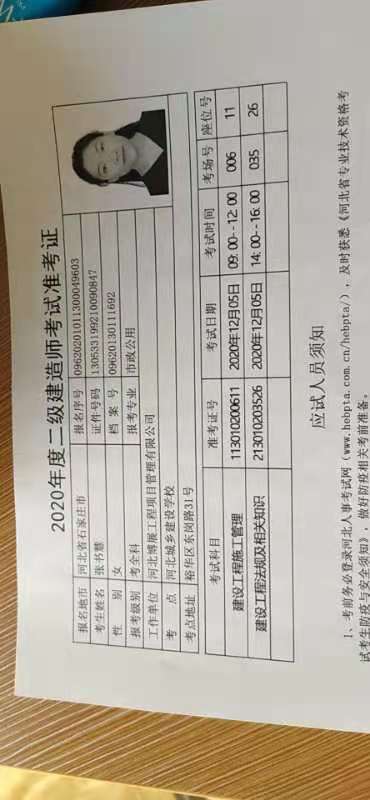 2020年度二级建造师考试准考证
报名地市 河北省石家庄市 报名序号 0962020101130004960​3
考生姓名 张书慧 证件号码 130533199210090847
性 别 女 档 案 号 096201301​11692
报考级别 考全科 报考专业 市政公用
工作单位 河北博展工程项目管理有限公司
考 点 河北城乡建设学校
考点地址 裕华区东岗路31号
考试科目 准考证号 考试日期 考试时间 考场号 座位号
建设工程施工管理 113010200611 2020年12月05日 09:00--12:00 006 11
建设工程法规及相关知识 213010203526 2020年12月05日 14:00--16:00 035 26
应试人员须知
1、考前务必登录河北人事考试网(www.hebpta.com.cn/hebpta/)，及时获悉《河北省专业技术资格考
试考生防疫与安全须知》，做好防疫相关考前准备。